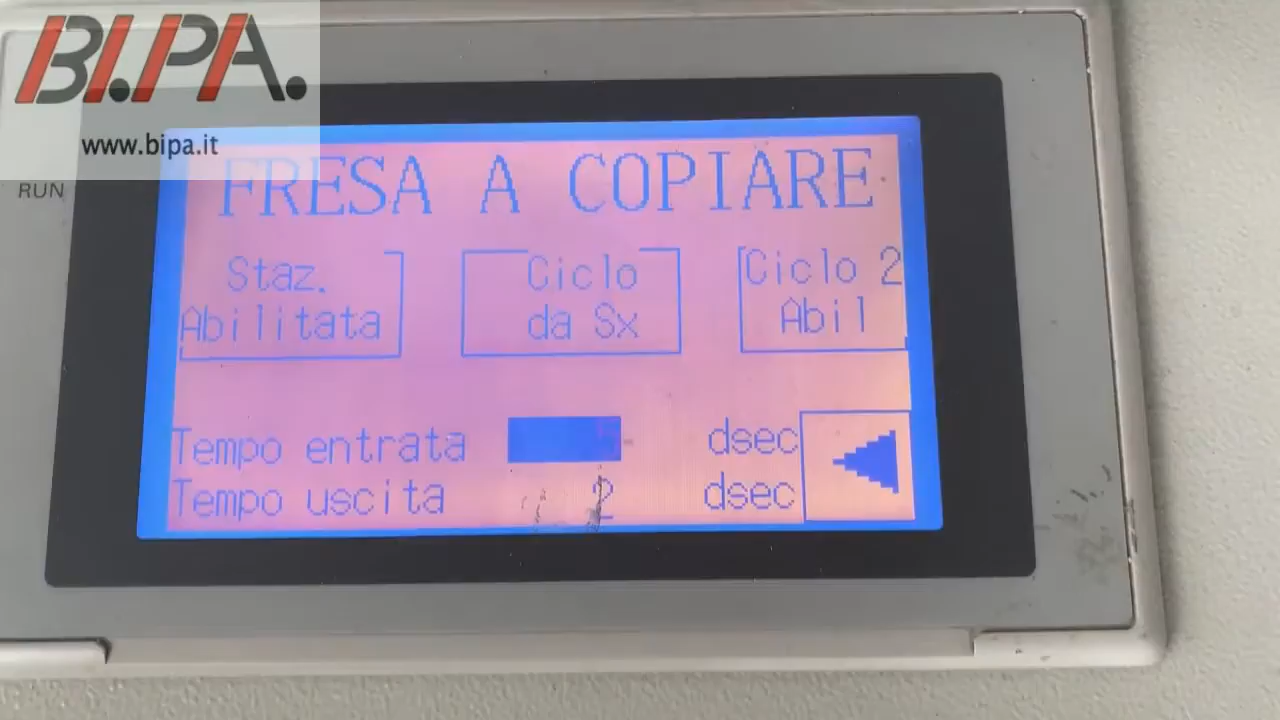 BI.PA.
www.bipa.it
RUN
FRESA A COPIARE
Staz.
Abilitata
Ciclo
da Sx
Ciclo 2
Abil
Tempo entrata dsec
Tempo uscita 2 dsec